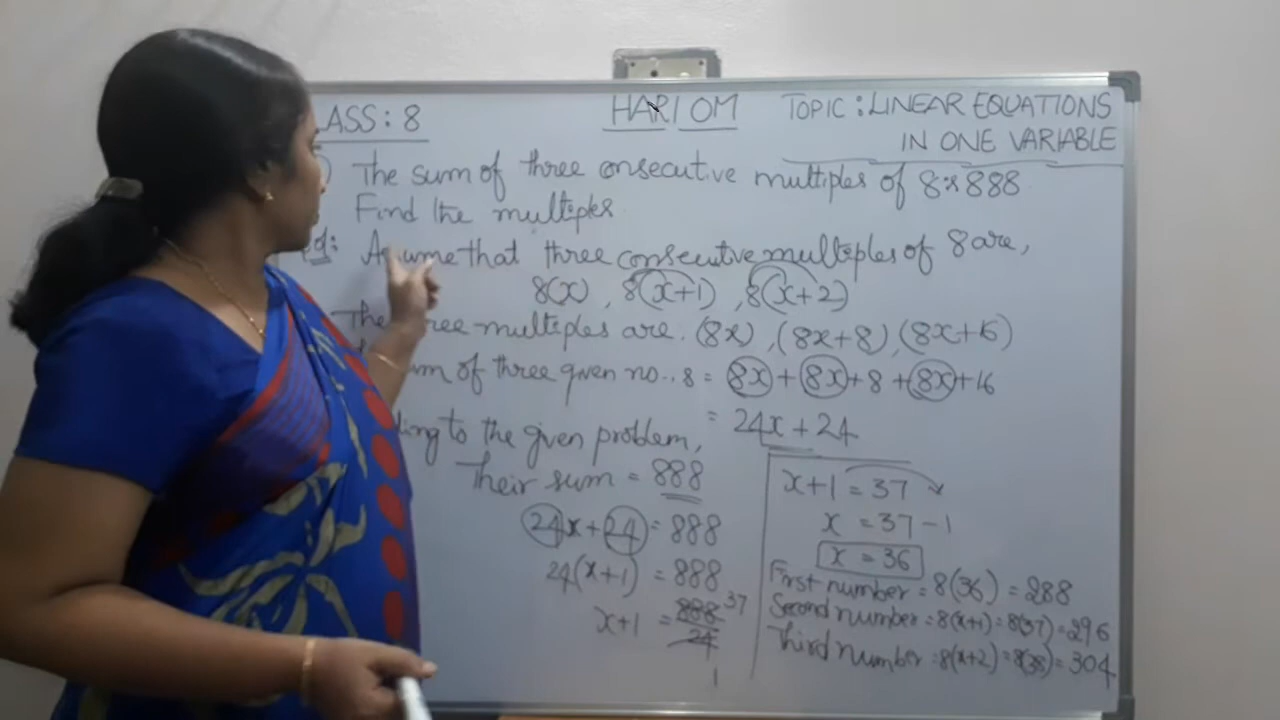 LASS : 8
HARI OM
TOPIC : LINEAR EQUATIONS
IN ONE VARIABLE
) The sum of three consecutive multiples of 8 is 888
Find the multiples
Assume that three consecutive multiples of 8 are,
8(x) , 8(x+1) , 8(x+2)
The three multiples are. (8x) , (8x+8) , (8x+16)
of three given no..s = 8x + 8x + 8 + 8x + 16
= 24x + 24
ding to the given problem,
Their sum = 888
24x + 24 = 888
24(x+1) = 888
x+1 = 888 37
24
1
x+1 = 37
x = 37 - 1
x = 36
First number = 8(36) = 288
Second number = 8(x+1) = 8(37) = 296
Third number = 8(x+2) = 8(38) = 304